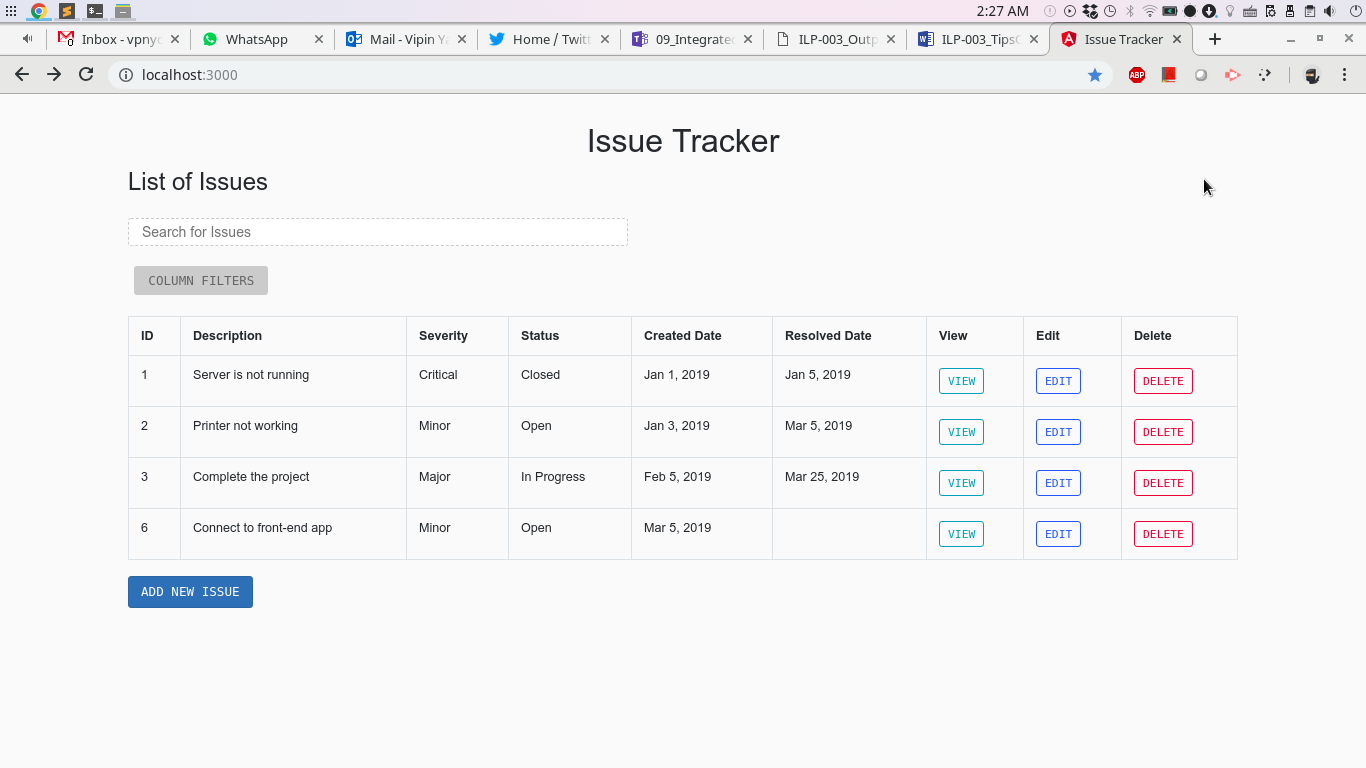 2:27 AM
Inbox - vpnyc
WhatsApp
Mail - Vipin Ya
Home / Twitt
09_Integrated
ILP-003_Outp
ILP-003_Tips
Issue Tracker
localhost:3000
ABP
Issue Tracker
List of Issues
Search for Issues
COLUMN FILTERS
ID Description Severity Status Created Date Resolved Date View Edit Delete
1 Server is not running Critical Closed Jan 1, 2019 Jan 5, 2019 VIEW EDIT DELETE
2 Printer not working Minor Open Jan 3, 2019 Mar 5, 2019 VIEW EDIT DELETE
3 Complete the project Major In Progress Feb 5, 2019 Mar 25, 2019 VIEW EDIT DELETE
6 Connect to front-end app Minor Open Mar 5, 2019 VIEW EDIT DELETE
ADD NEW ISSUE